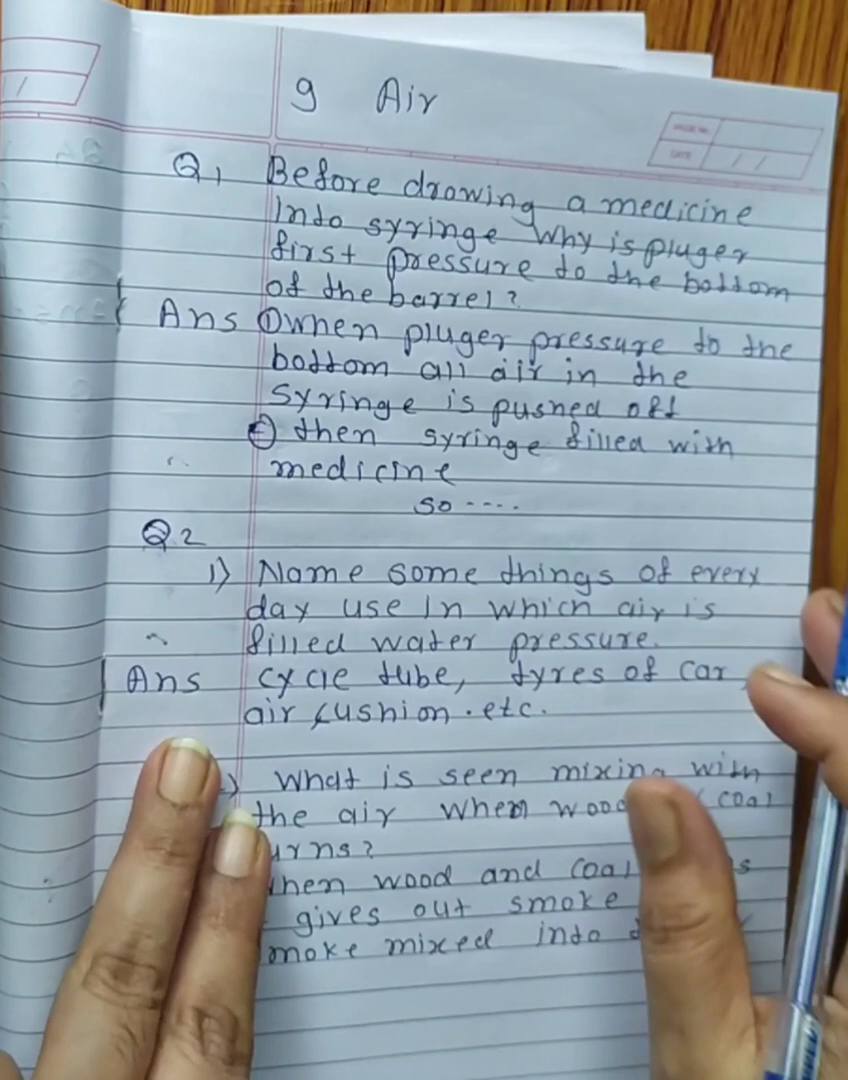 9 Air
Q1 Before drowing a medicine
into syringe why is pluger
first pressure to the bottom
of the barrel?
Ans ① when pluger pressure to the
bottom all air in the
syringe is pushed off
② then syringe filled with
medicine
so ----
Q.2
1) Name some things of every
day use in which air is
filled water pressure.
Ans cycle tube, tyres of car,
air cushion. etc.
What is seen mixing with
the air when wood coal
urns?
hen wood and coal
gives out smoke
moke mixed into